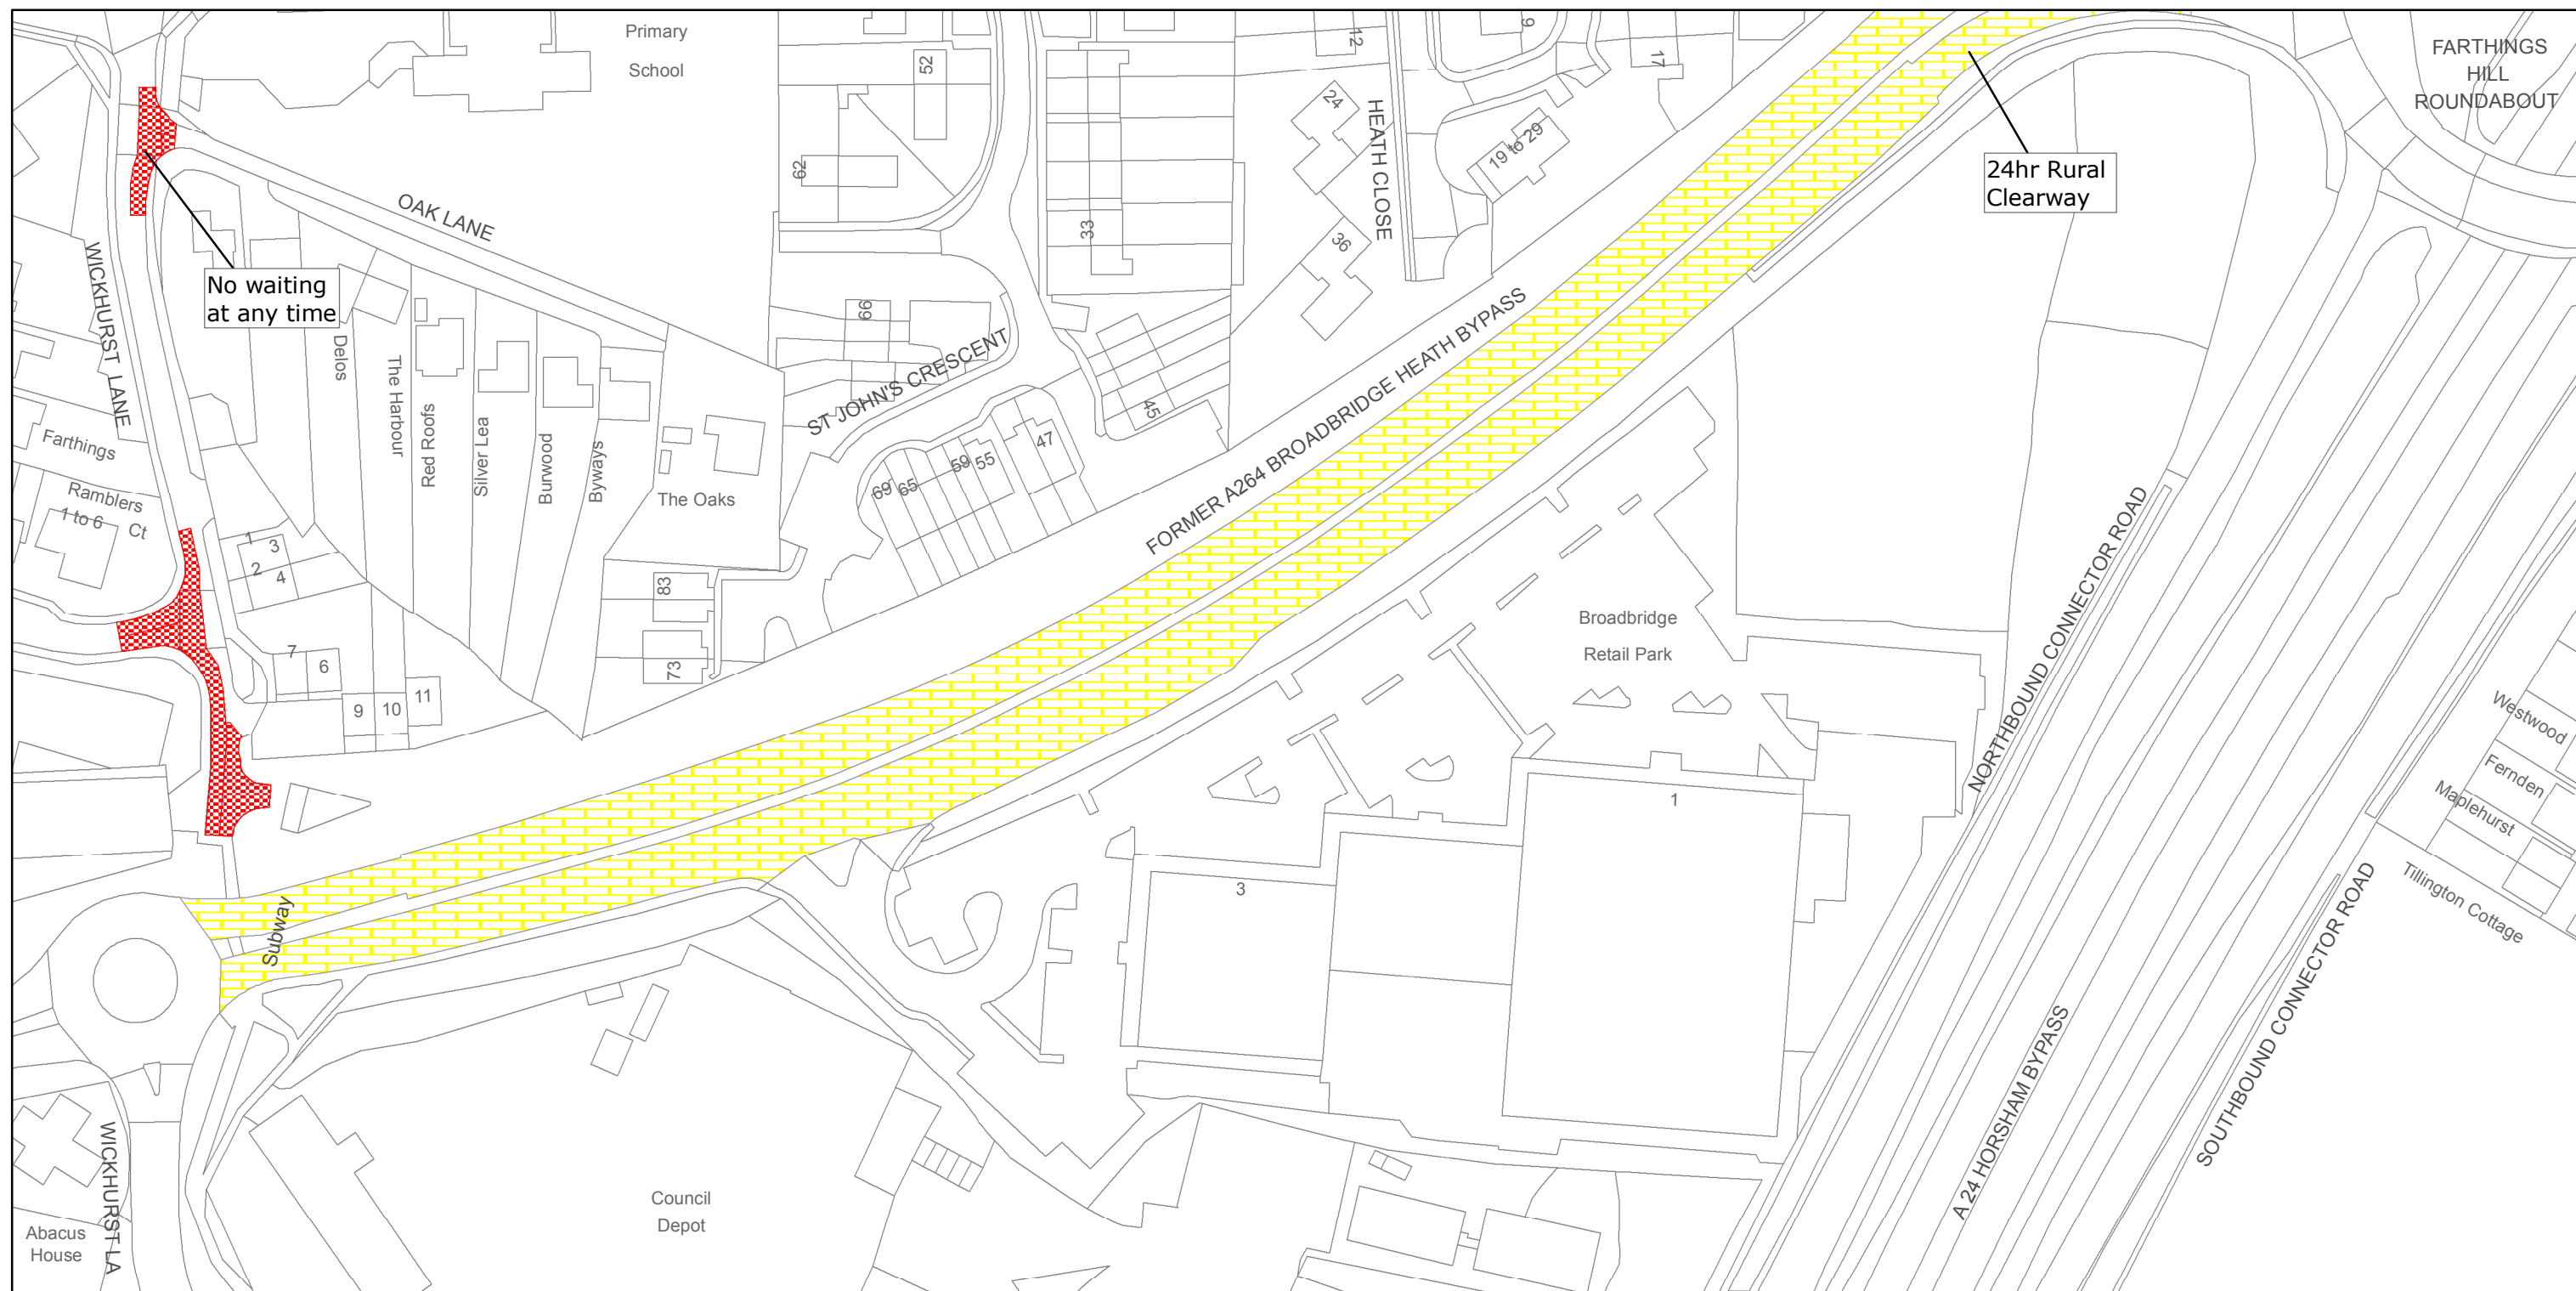 Primary
School
52
12
9
17
FARTHINGS
HILL
ROUNDABOUT
24
HEATH CLOSE
19 to 29
62
24hr Rural
Clearway
OAK LANE
33
36
WICKHURST LANE
No waiting
at any time
Delos
The Harbour
Red Roofs
Silver Lea
Burwood
Byways
The Oaks
66
ST JOHN'S CRESCENT
45
47
55
59
65
69
FORMER A264 BROADBRIDGE HEATH BYPASS
Farthings
Ramblers
1 to 6 Ct
1
3
2
4
83
73
7
6
9
10
11
Broadbridge
Retail Park
NORTHBOUND CONNECTOR ROAD
Westwood
Fernden
Maplehurst
Tillington Cottage
1
3
Subway
SOUTHBOUND CONNECTOR ROAD
A 24 HORSHAM BYPASS
WICKHURST LA
Council
Depot
Abacus
House